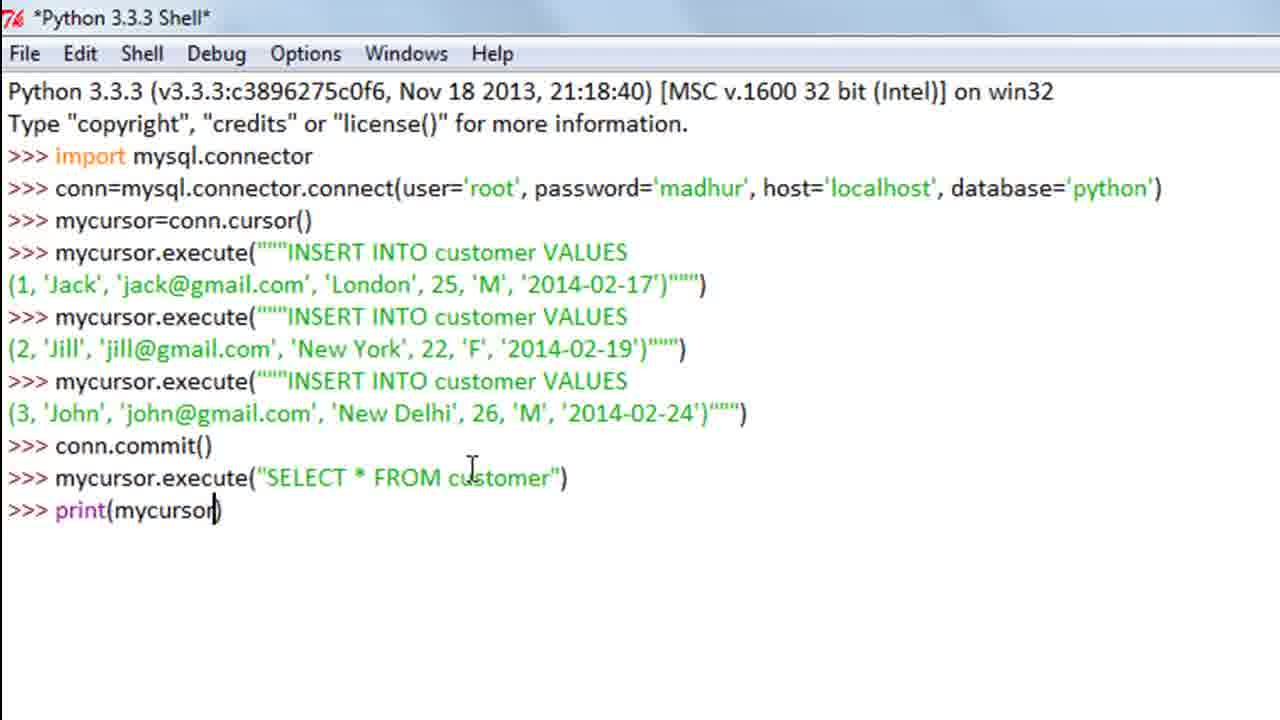 *Python 3.3.3 Shell*
File Edit Shell Debug Options Windows Help
Python 3.3.3 (v3.3.3:c3896275c0f6, Nov 18 2013, 21:18:40) [MSC v.1600 32 bit (Intel)] on win32
Type "copyright", "credits" or "license()" for more information.
>>> import mysql.connector
>>> conn=mysql.connector.connect(user='root', password='madhur', host='localhost', database='python')
>>> mycursor=conn.cursor()
>>> mycursor.execute("""INSERT INTO customer VALUES
(1, 'Jack', 'jack@gmail.com', 'London', 25, 'M', '2014-02-17')""")
>>> mycursor.execute("""INSERT INTO customer VALUES
(2, 'Jill', 'jill@gmail.com', 'New York', 22, 'F', '2014-02-19')""")
>>> mycursor.execute("""INSERT INTO customer VALUES
(3, 'John', 'john@gmail.com', 'New Delhi', 26, 'M', '2014-02-24')""")
>>> conn.commit()
>>> mycursor.execute("SELECT * FROM customer")
>>> print(mycursor)